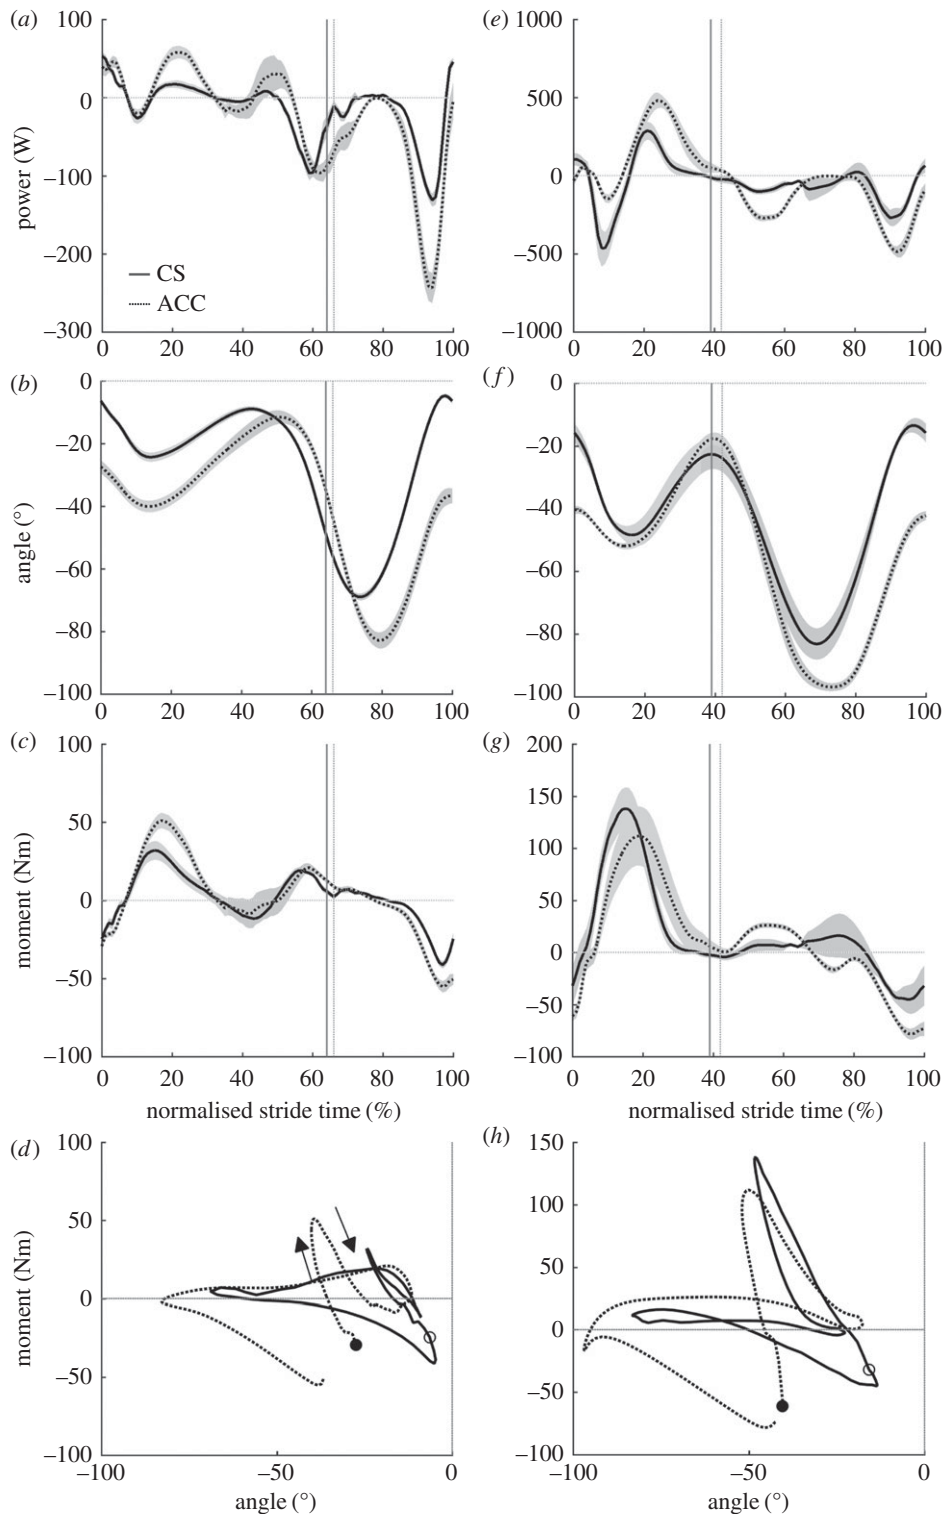 (a)
100
0
–100
–200
–300
power (W)
CS
ACC
0 20 40 60 80 100
(e)
1000
500
0
–500
–1000
0 20 40 60 80 100
(b)
0
–20
–40
–60
–80
–100
angle (°)
0 20 40 60 80 100
(f)
0
–20
–40
–60
–80
–100
0 20 40 60 80 100
(c)
100
50
0
–50
–100
moment (Nm)
0 20 40 60 80 100
normalised stride time (%)
(g)
200
150
100
50
0
–50
–100
0 20 40 60 80 100
normalised stride time (%)
(d)
100
50
0
–50
–100
moment (Nm)
–100 –50 0
angle (°)
(h)
150
100
50
0
–50
–100
–100 –50 0
angle (°)